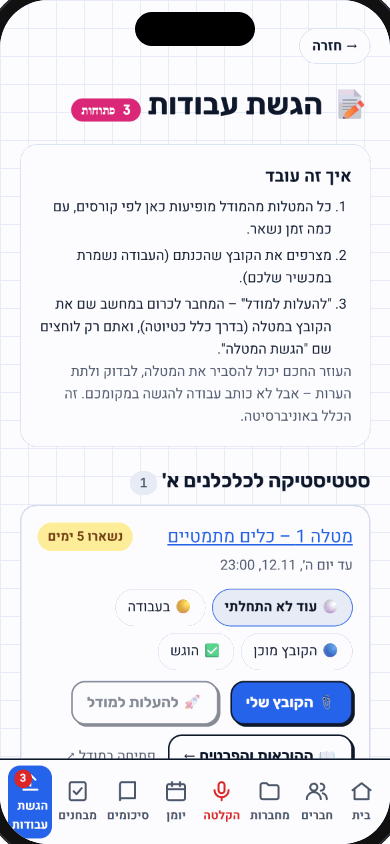 → חזרה
📝 הגשת עבודות 3 פתוחות
איך זה עובד
1. כל המטלות מהמודל מופיעות כאן לפי קורסים, עם
כמה זמן נשאר.
2. מצרפים את הקובץ שהכנתם (העבודה נשמרת
במכשיר שלכם).
3. "להעלות למודל" – המחבר לכרום במחשב שם את
הקובץ במטלה (בדרך כלל כטיוטה), ואתם רק לוחצים
שם "הגשת המטלה".
העוזר החכם יכול להסביר את המטלה, לבדוק ולתת
הערות – אבל לא כותב עבודה להגשה במקומכם. זה
הכלל באוניברסיטה.
סטטיסטיקה לכלכלנים א' 1
מטלה 1 – כלים מתמטיים נשארו 5 ימים
עד יום ה', 12.11, 23:00
עוד לא התחלתי בעבודה
הקובץ מוכן ✅ הוגש
הקובץ שלי 🚀 להעלות למודל
📖 ההוראות והפרטים ← פתיחה במודל ↗
בית חברים מחברות הקלטה יומן סיכומים מבחנים 3 הגשת
עבודות